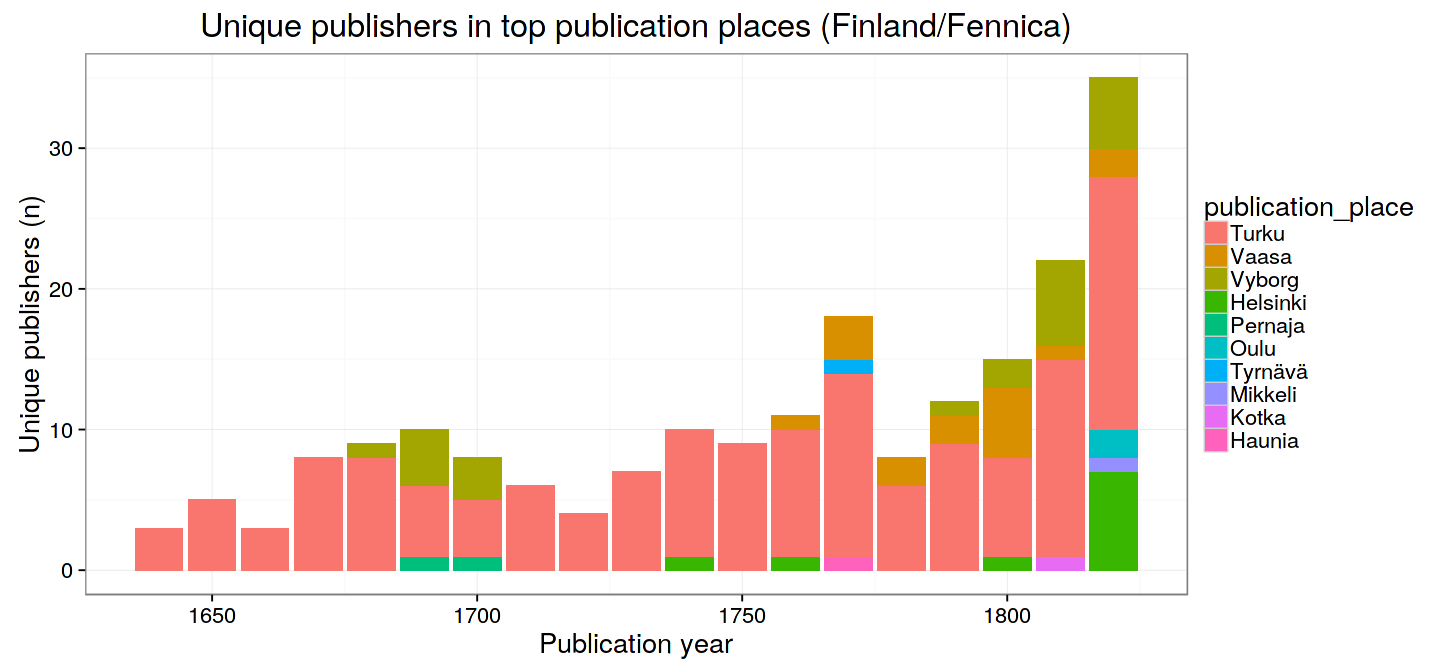 Unique publishers in top publication places (Finland/Fennica)
Unique publishers (n)
30
20
10
0
1650
1700
1750
1800
Publication year
publication_place
Turku
Vaasa
Vyborg
Helsinki
Pernaja
Oulu
Tyrnävä
Mikkeli
Kotka
Haunia